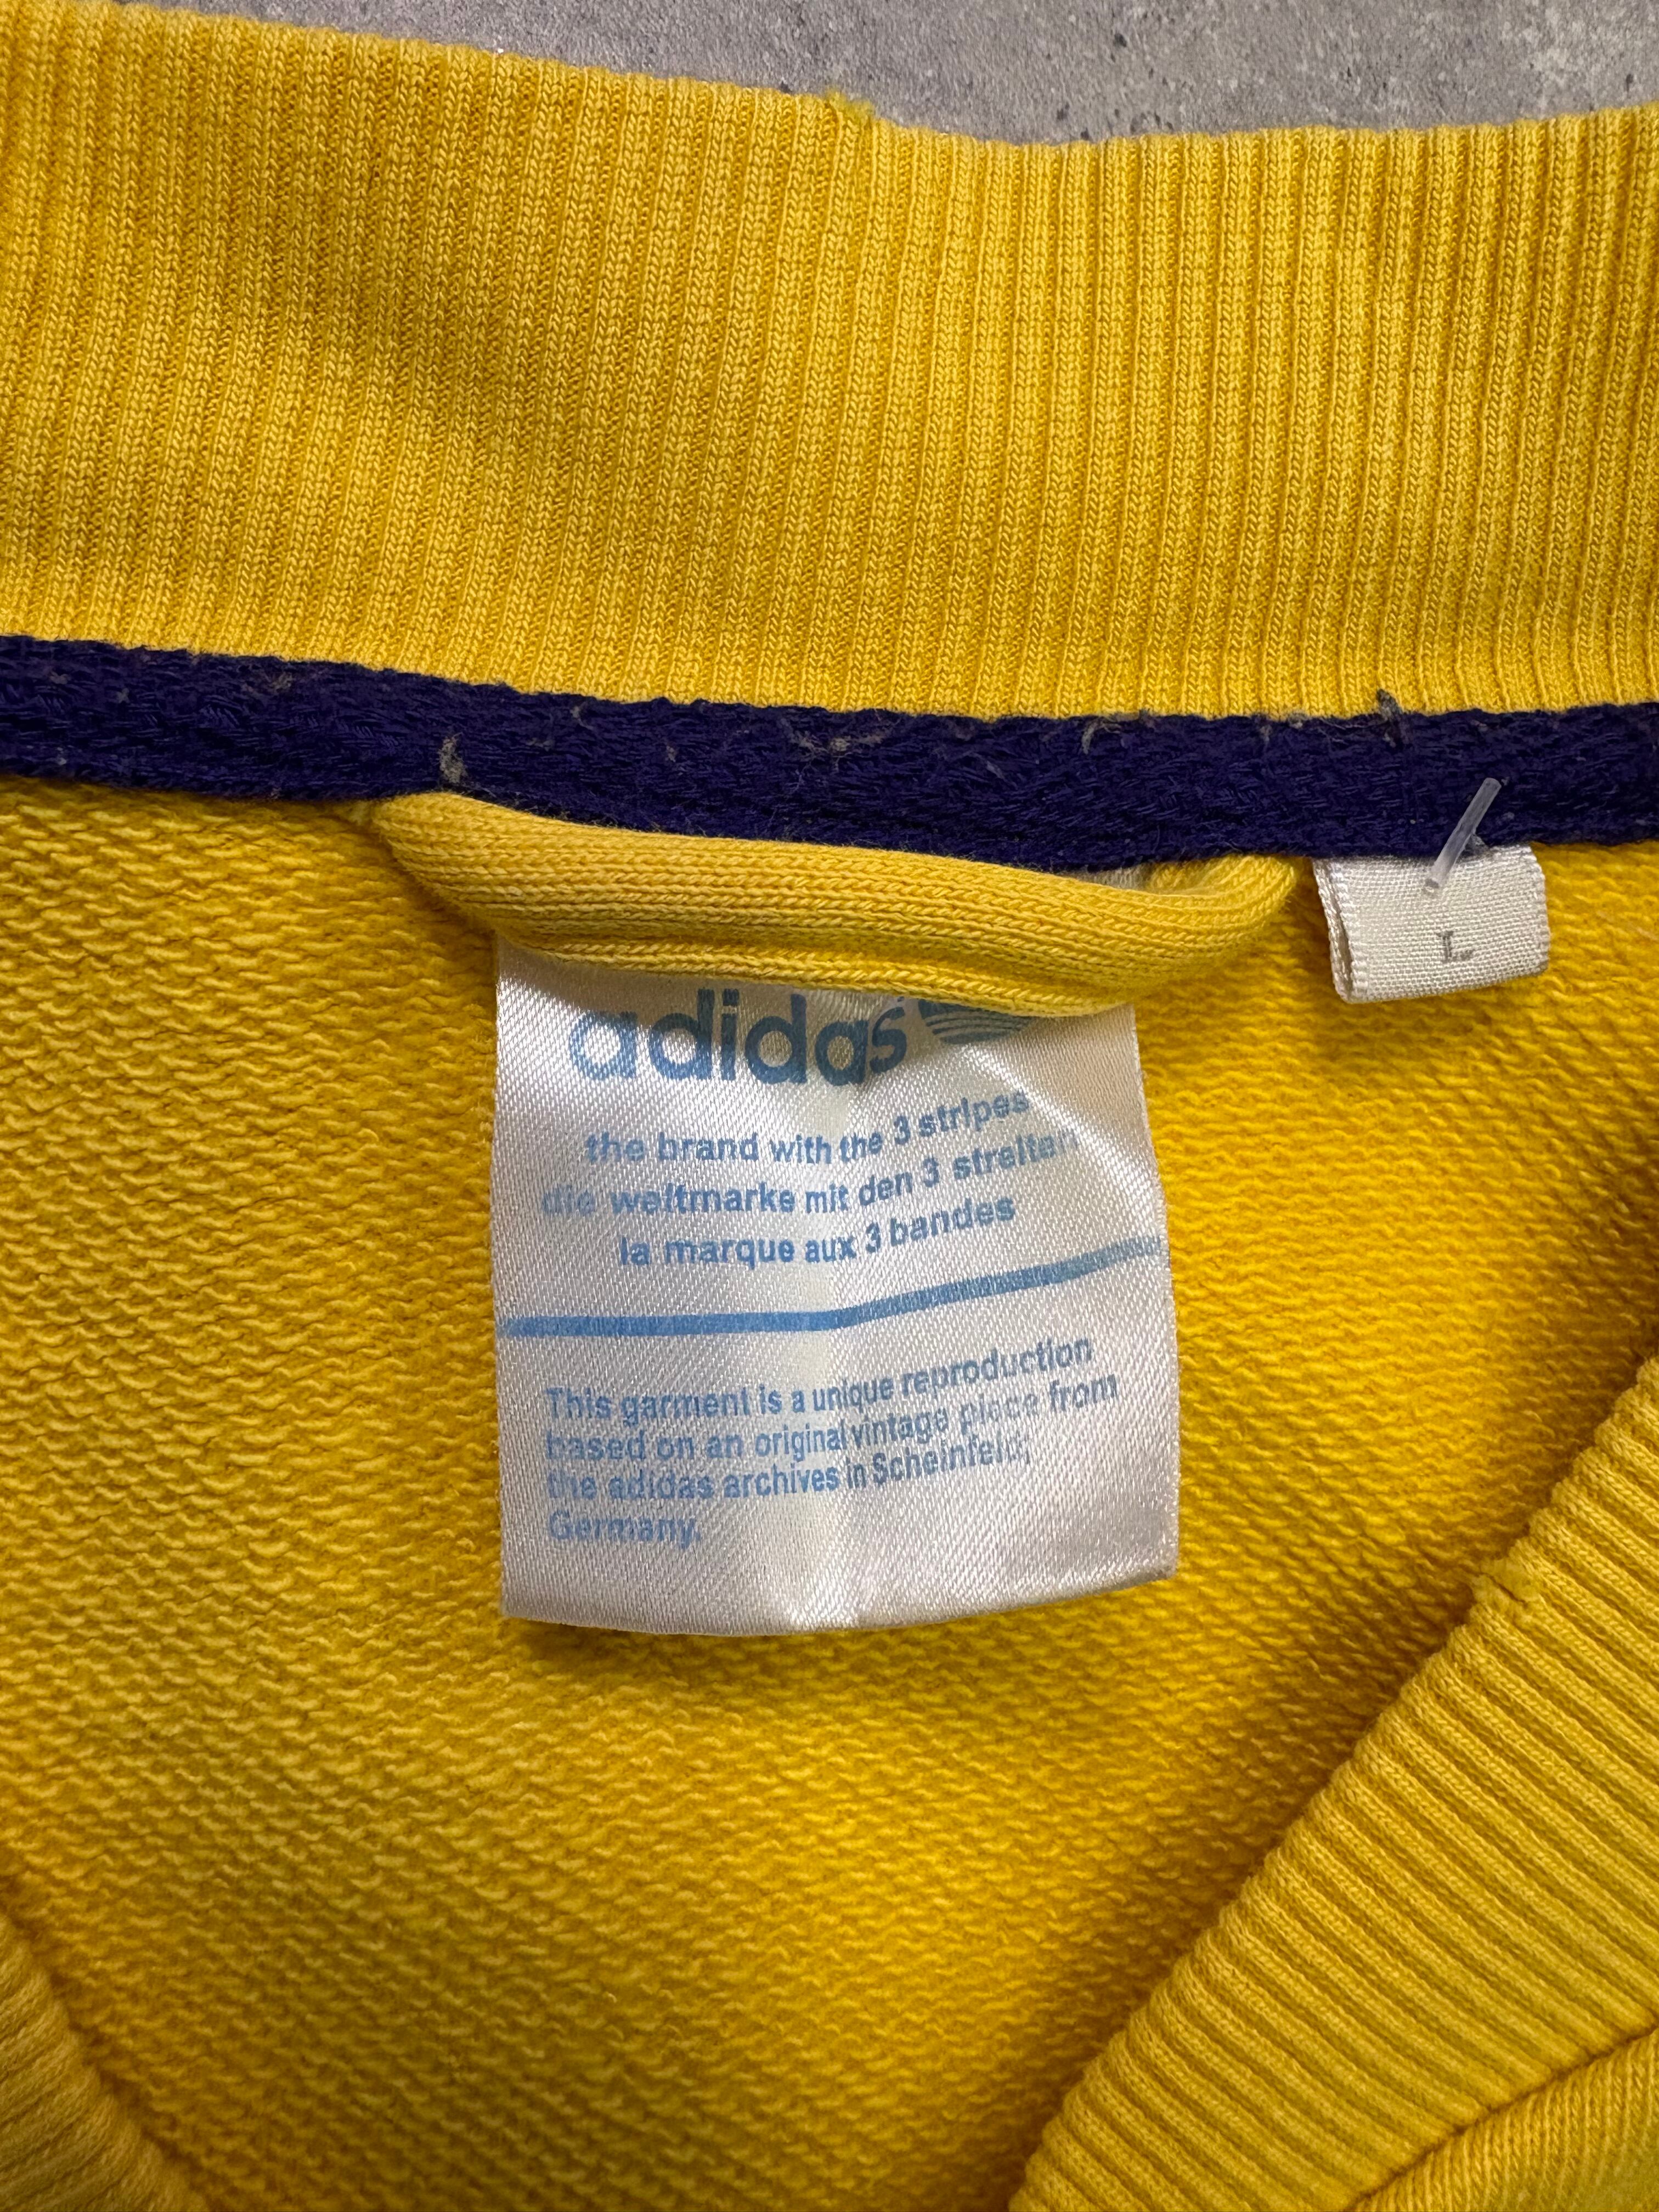 adidas
L
the brand with the 3 stripes
die weltmarke mit den 3 streifen
la marque aux 3 bandes
This garment is a unique reproduction
based on an original vintage piece from
the adidas archives in Scheinfeld,
Germany.